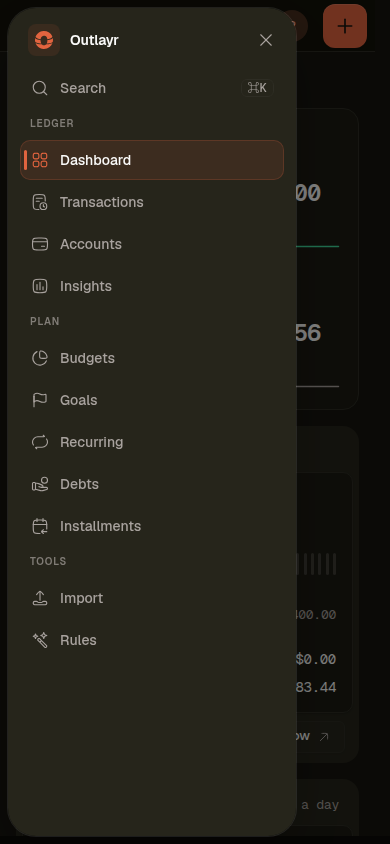 Outlayr
Search ⌘K
LEDGER
Dashboard
Transactions
Accounts
Insights
PLAN
Budgets
Goals
Recurring
Debts
Installments
TOOLS
Import
Rules
00
56
400.00
$0.00
83.44
ow
a day